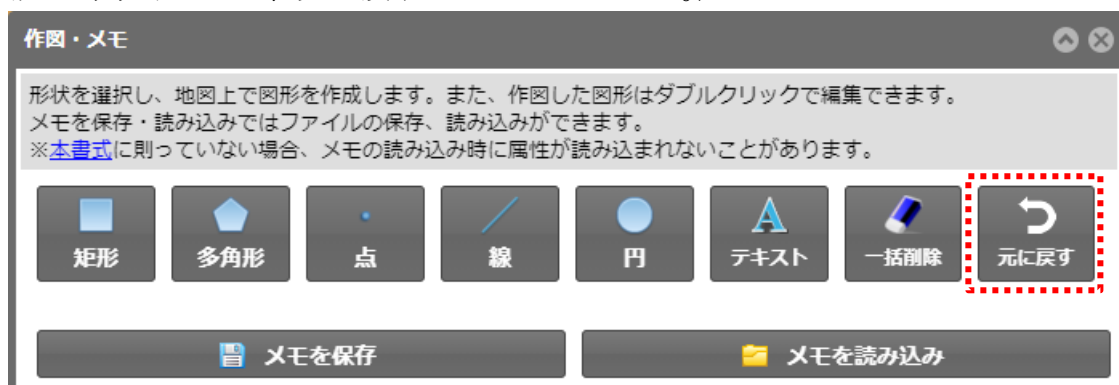 作図・メモ
形状を選択し、地図上で図形を作成します。また、作図した図形はダブルクリックで編集できます。
メモを保存・読み込みではファイルの保存、読み込みができます。
※本書式に則っていない場合、メモの読み込み時に属性が読み込まれないことがあります。
矩形 多角形 点 線 円 テキスト 一括削除 元に戻す
メモを保存 メモを読み込み